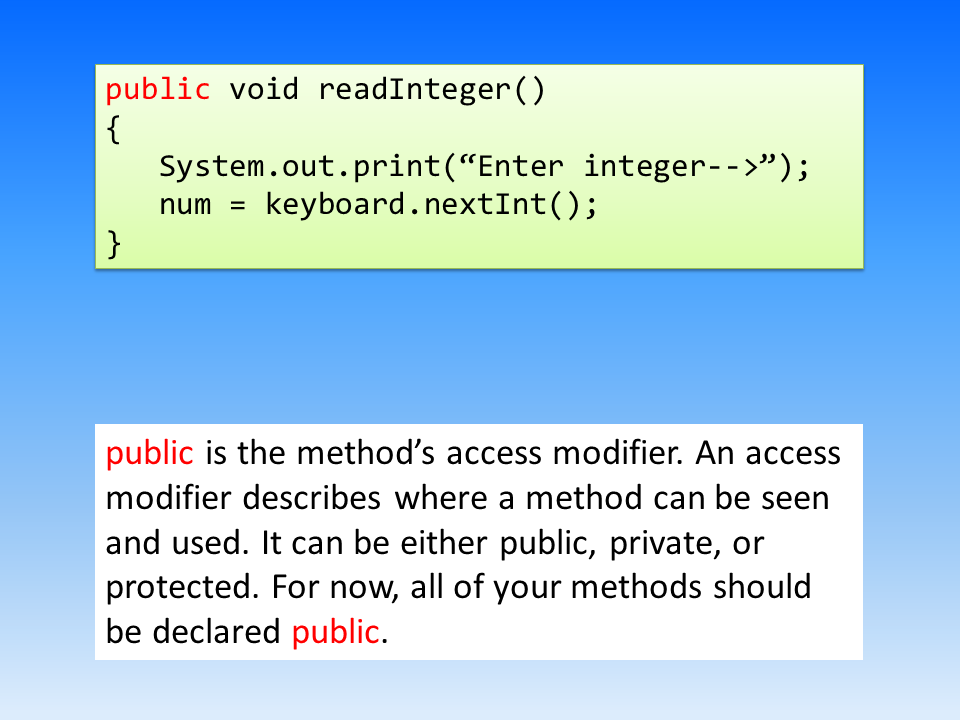 public void readInteger()
{
   System.out.print(“Enter integer-->”);
   num = keyboard.nextInt();
}
public is the method’s access modifier. An access
modifier describes where a method can be seen
and used. It can be either public, private, or
protected. For now, all of your methods should
be declared public.